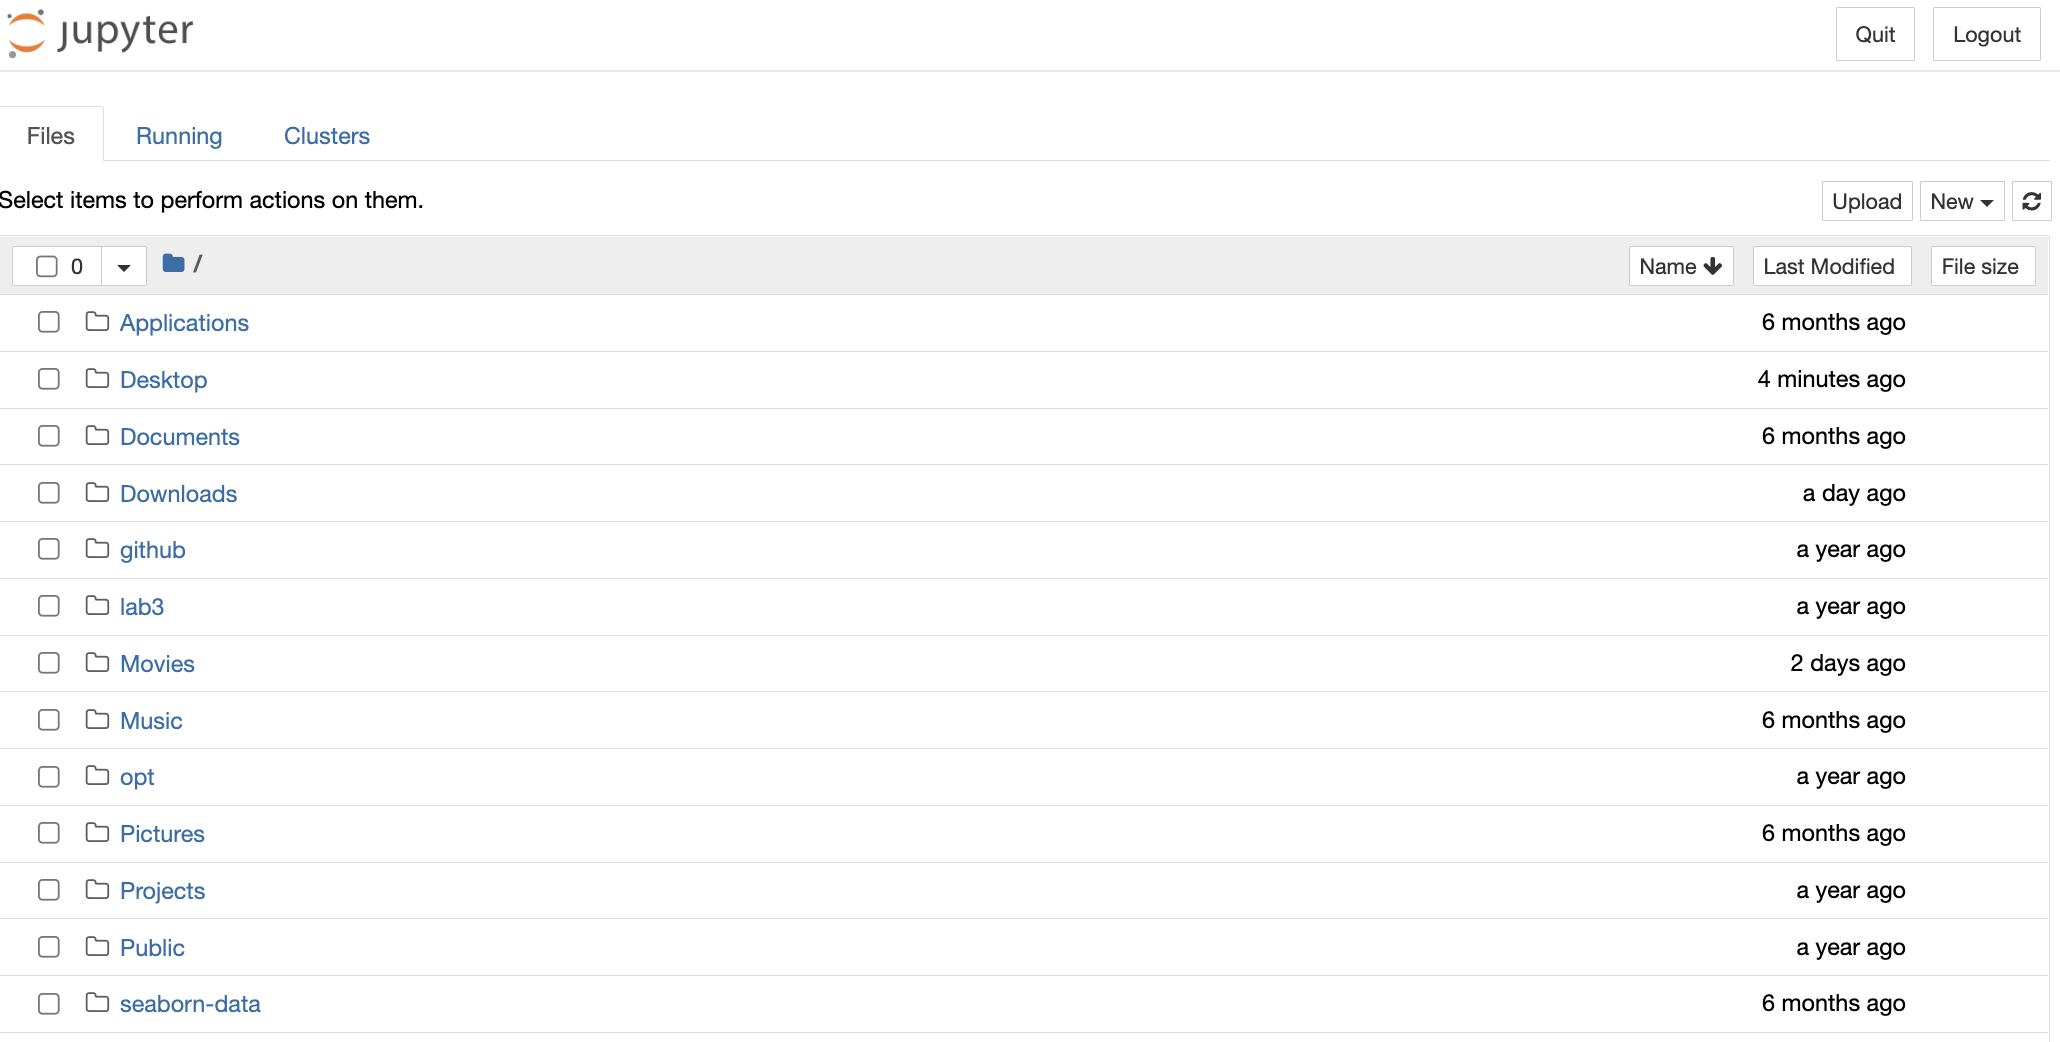 jupyter
Quit Logout
Files Running Clusters
Select items to perform actions on them.
Upload New
0 / Name Last Modified File size
Applications 6 months ago
Desktop 4 minutes ago
Documents 6 months ago
Downloads a day ago
github a year ago
lab3 a year ago
Movies 2 days ago
Music 6 months ago
opt a year ago
Pictures 6 months ago
Projects a year ago
Public a year ago
seaborn-data 6 months ago